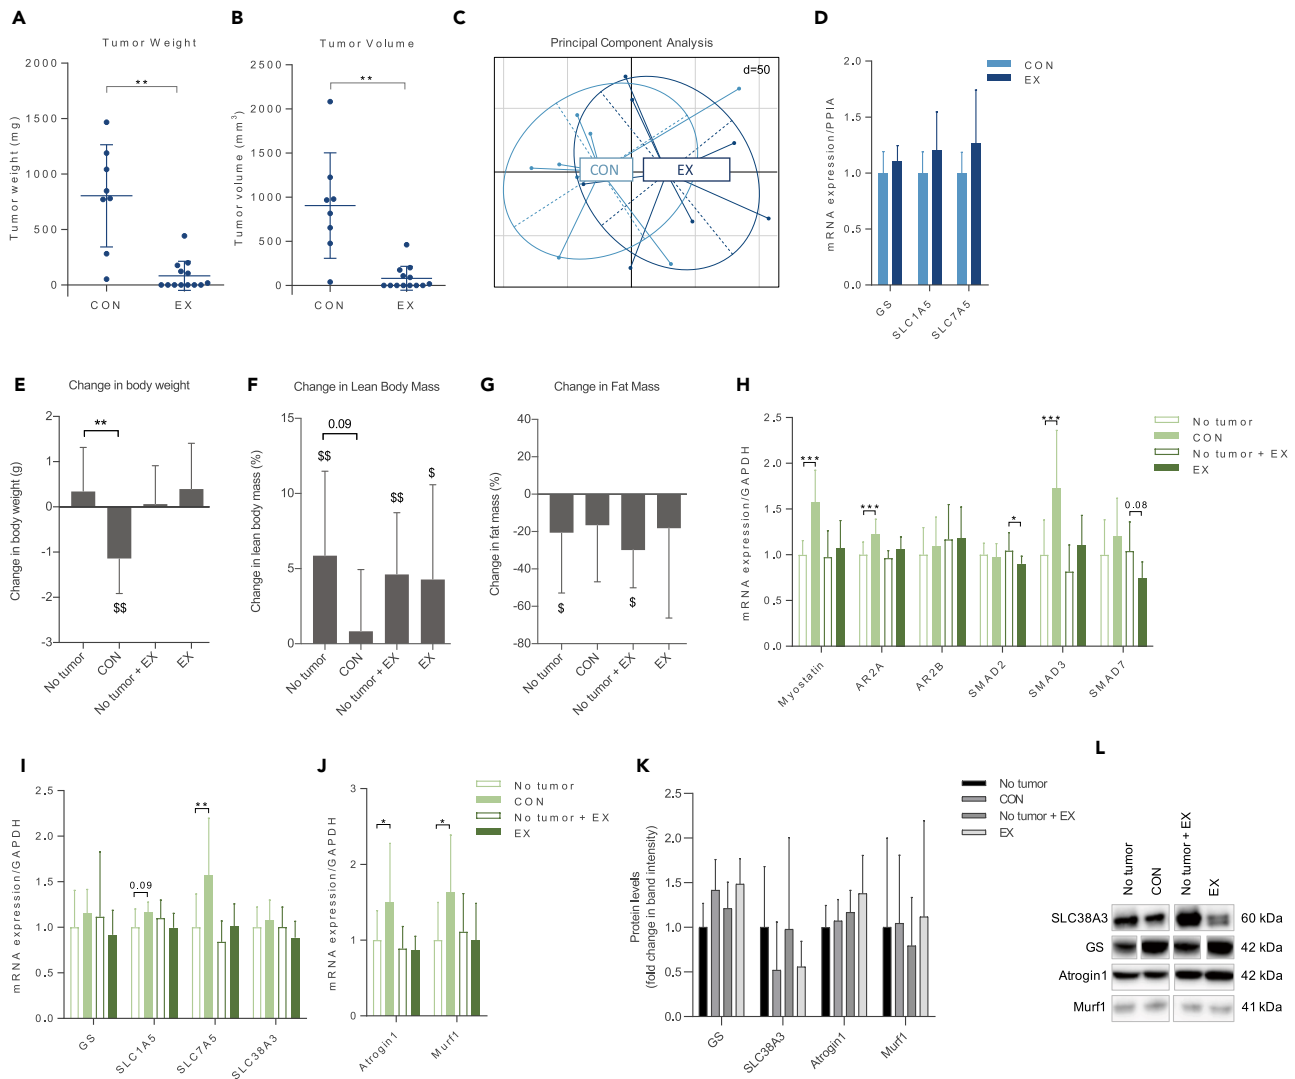 A
Tumor Weight
Tumor weight (mg)
2000
1500
1000
500
0
**
CON
EX
B
Tumor Volume
Tumor volume (mm³)
2500
2000
1500
1000
500
0
**
CON
EX
C
Principal Component Analysis
d=50
CON
EX
D
mRNA expression/PPIA
2.0
1.5
1.0
0.5
0.0
CON
EX
GS
SLC1A5
SLC7A5
E
Change in body weight
Change in body weight (g)
2
1
0
-1
-2
-3
**
$$
No tumor
CON
No tumor + EX
EX
F
Change in Lean Body Mass
Change in lean body mass (%)
15
10
5
0
0.09
$$
$$
$
No tumor
CON
No tumor + EX
EX
G
Change in Fat Mass
Change in fat mass (%)
40
20
0
-20
-40
-60
-80
$
$
No tumor
CON
No tumor + EX
EX
H
mRNA expression/GAPDH
2.5
2.0
1.5
1.0
0.5
0.0
***
***
*
***
0.08
No tumor
CON
No tumor + EX
EX
Myostatin
AR2A
AR2B
SMAD2
SMAD3
SMAD7
I
mRNA expression/GAPDH
2.5
2.0
1.5
1.0
0.5
0.0
0.09
**
GS
SLC1A5
SLC7A5
SLC38A3
J
mRNA expression/GAPDH
3
2
1
0
*
*
No tumor
CON
No tumor + EX
EX
Atrogin1
Murf1
K
Protein levels
(fold change in band intensity)
2.5
2.0
1.5
1.0
0.5
0.0
No tumor
CON
No tumor + EX
EX
GS
SLC38A3
Atrogin1
Murf1
L
No tumor
CON
No tumor + EX
EX
SLC38A3 60 kDa
GS 42 kDa
Atrogin1 42 kDa
Murf1 41 kDa